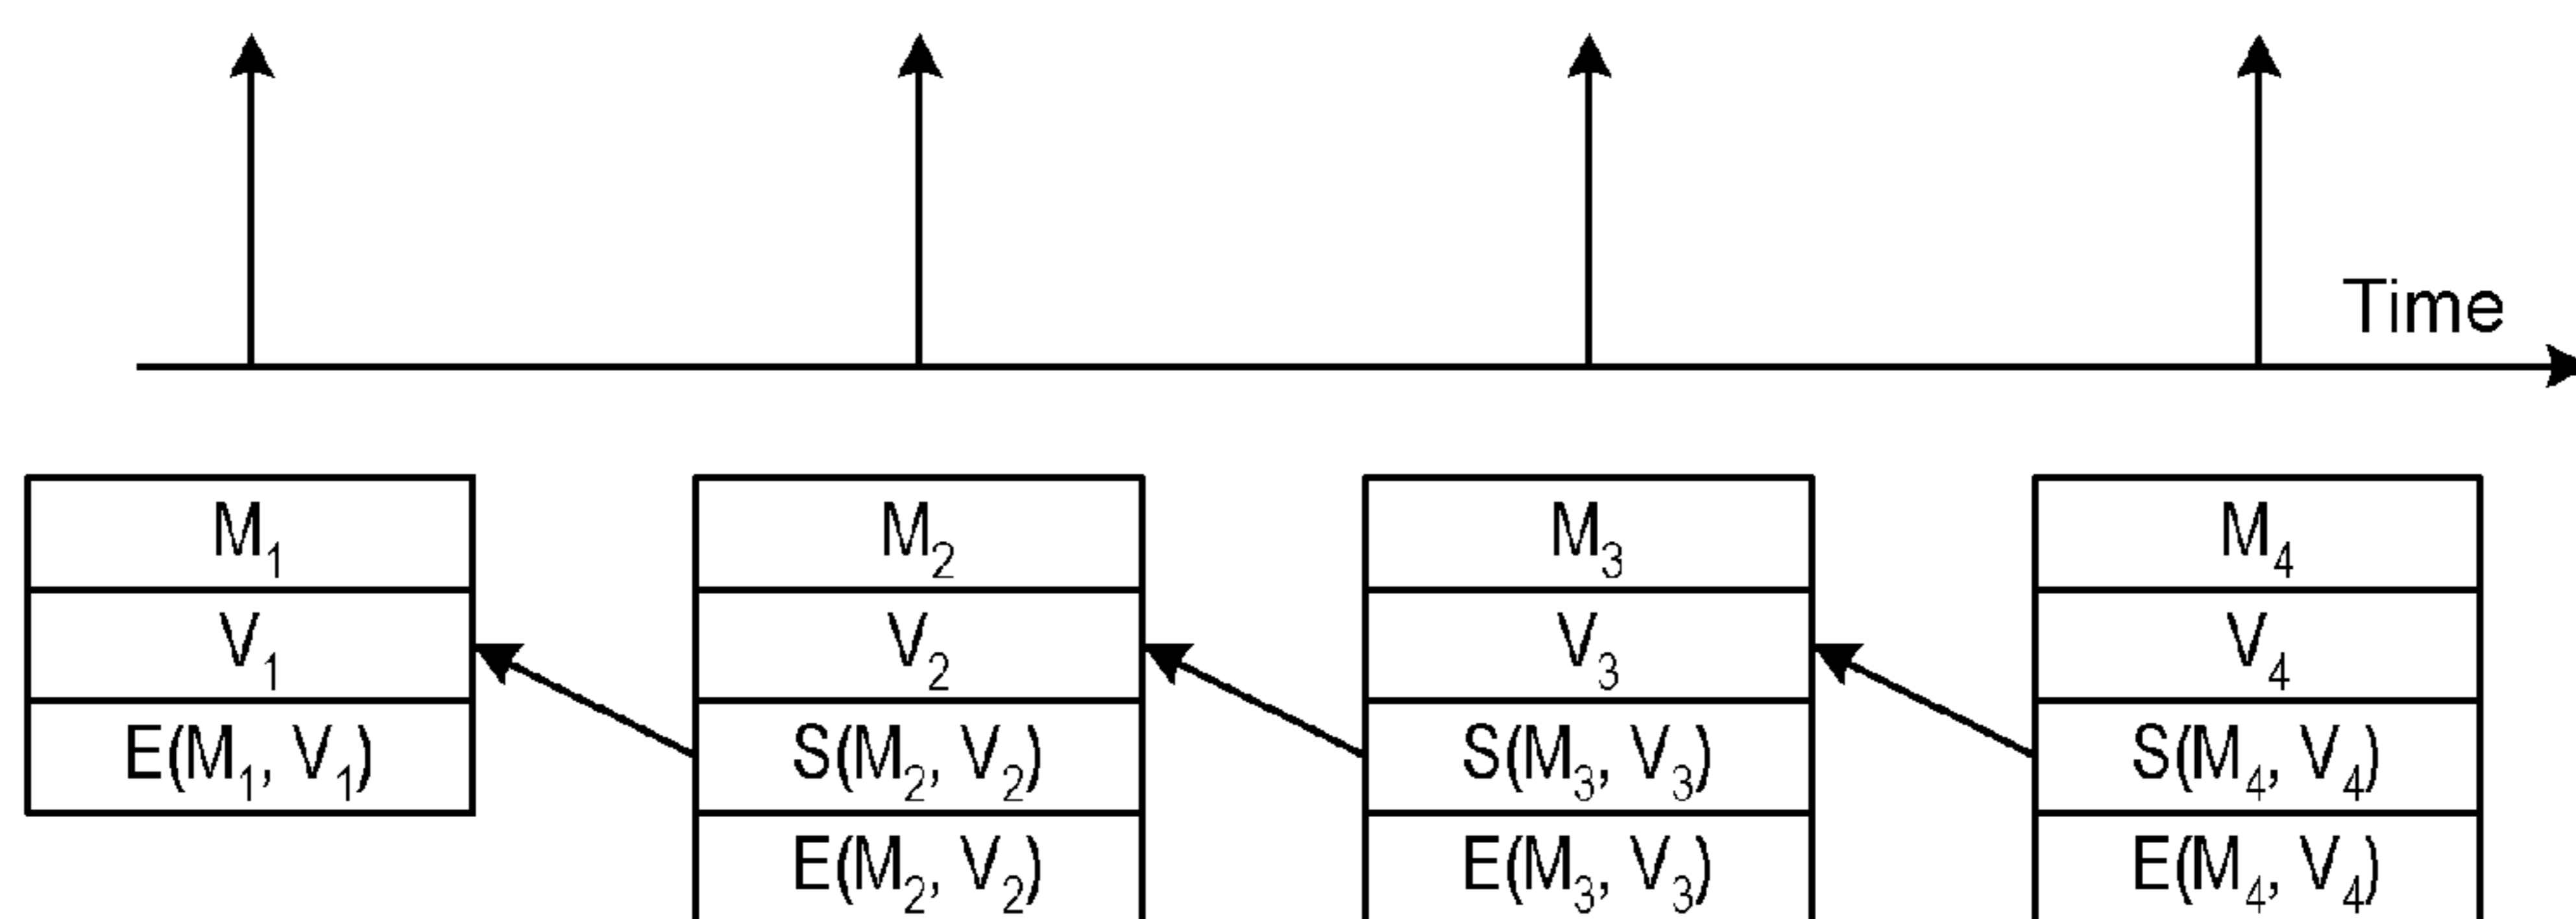 Time
M₁ M₂ M₃ M₄
V₁ V₂ V₃ V₄
E(M₁, V₁) S(M₂, V₂) S(M₃, V₃) S(M₄, V₄)
E(M₂, V₂) E(M₃, V₃) E(M₄, V₄)